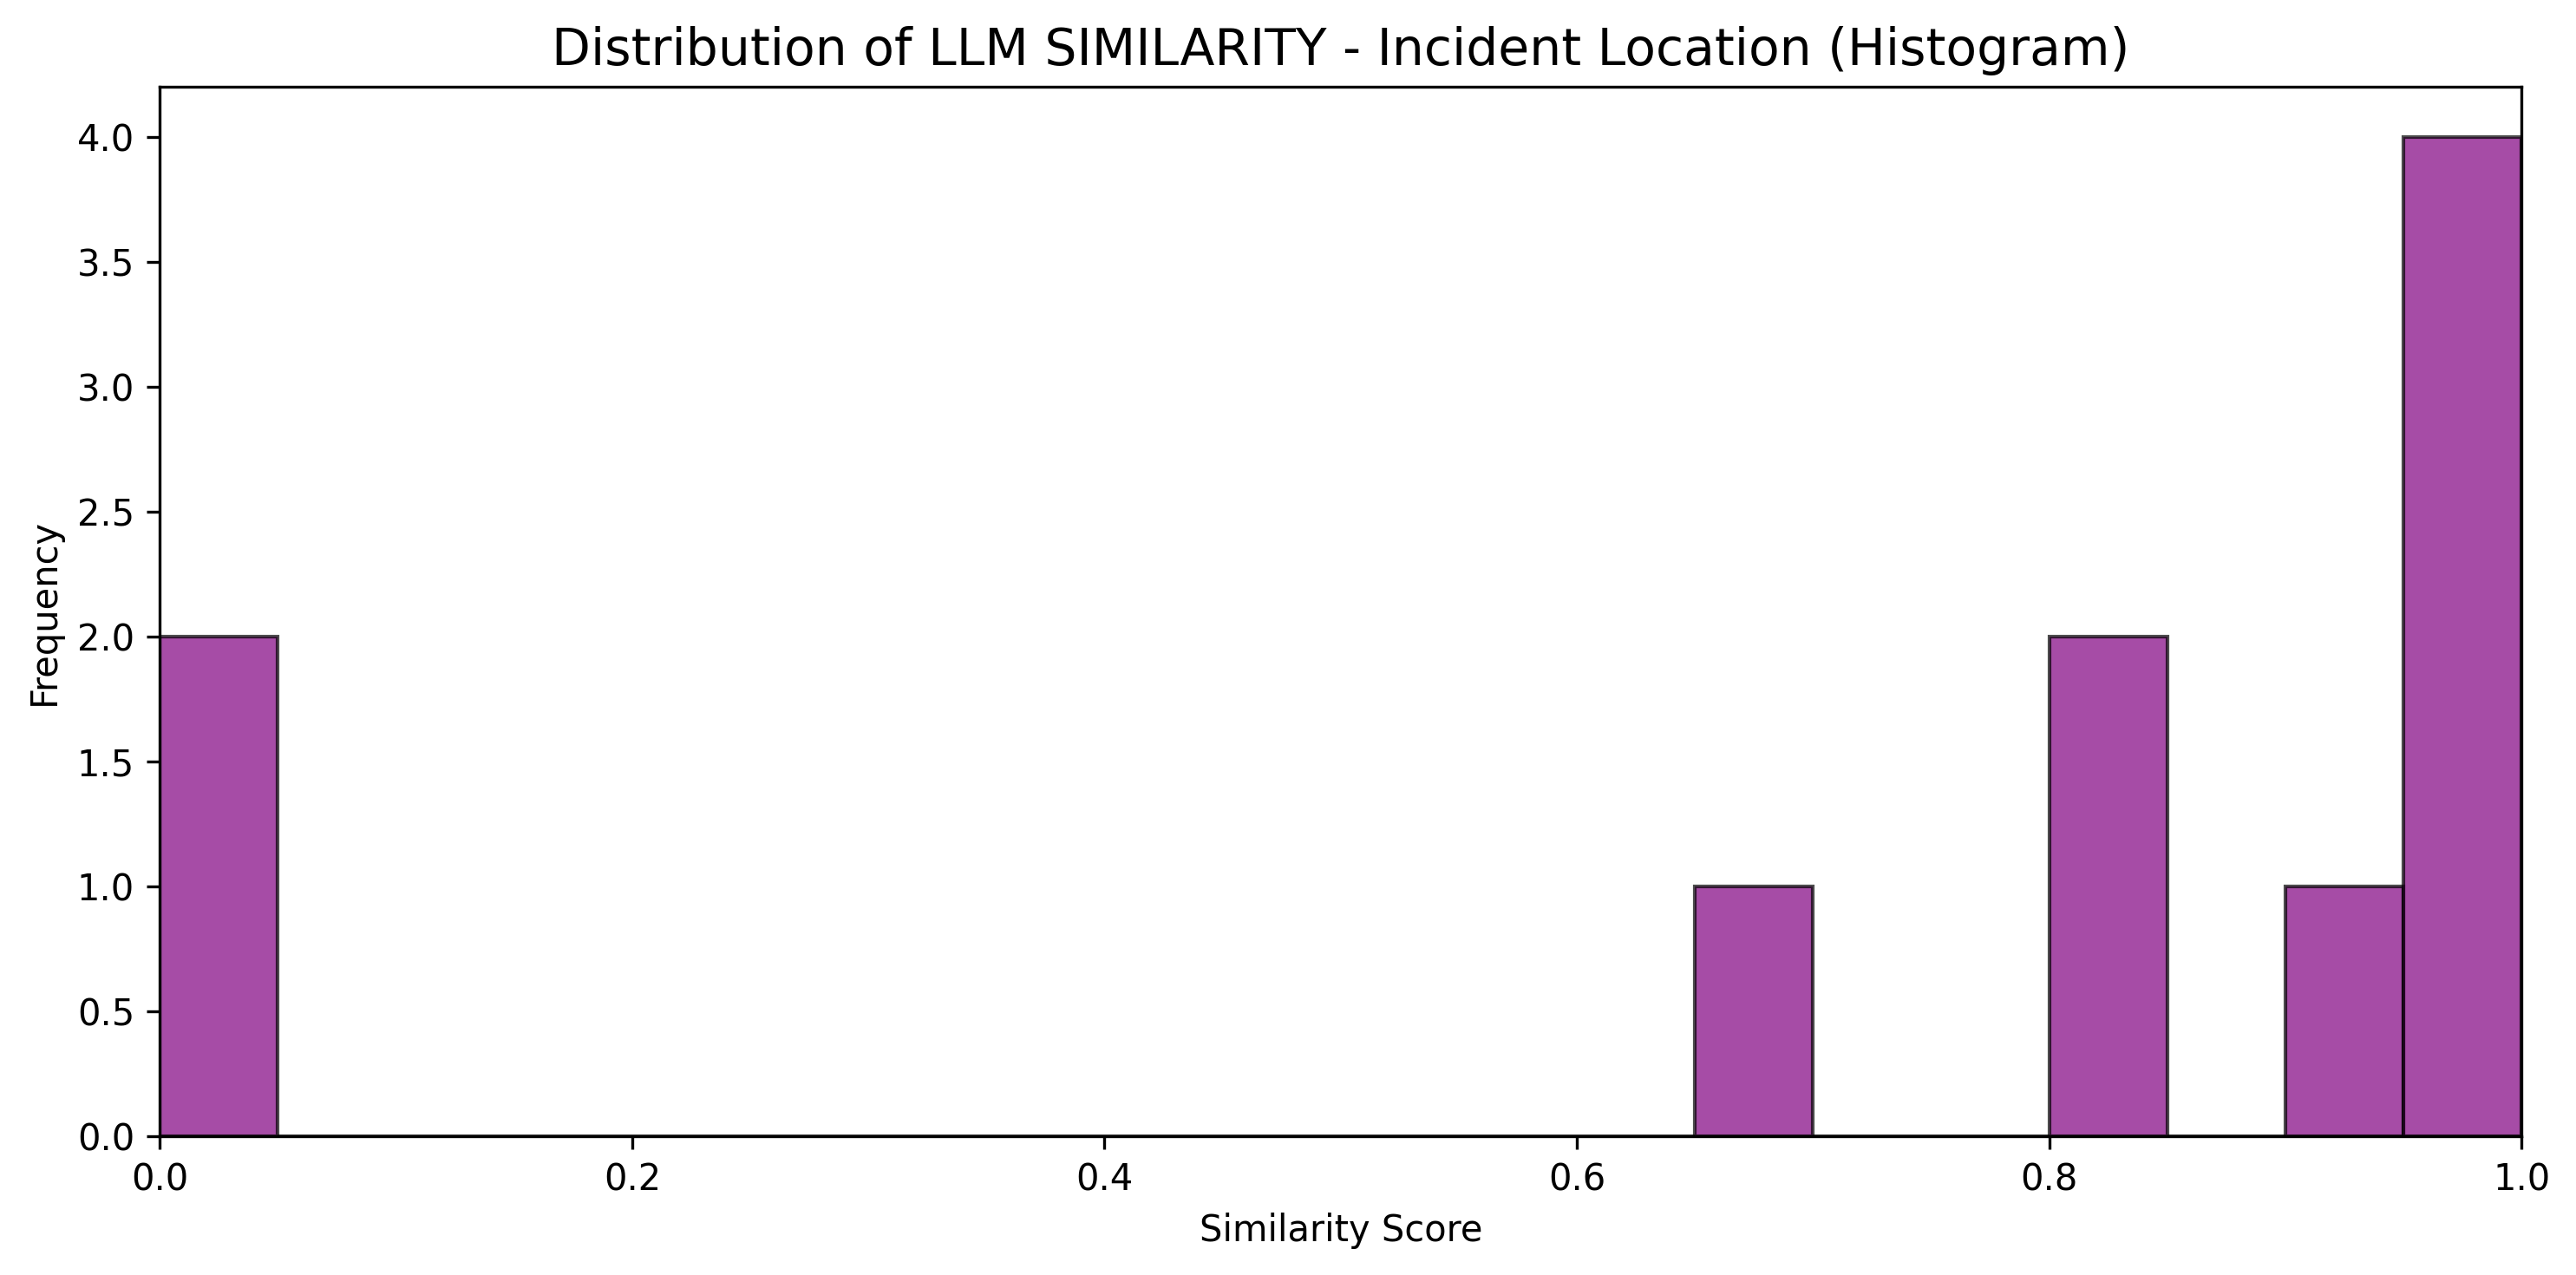 Distribution of LLM SIMILARITY - Incident Location (Histogram)
4.0
3.5
3.0
2.5
2.0
1.5
1.0
0.5
0.0
Frequency
0.0 0.2 0.4 0.6 0.8 1.0
Similarity Score